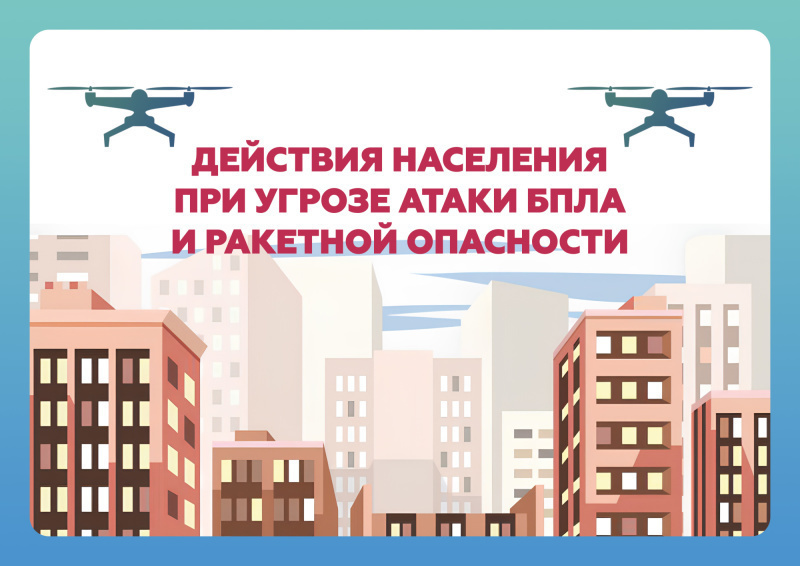 ДЕЙСТВИЯ НАСЕЛЕНИЯ
ПРИ УГРОЗЕ АТАКИ БПЛА
И РАКЕТНОЙ ОПАСНОСТИ